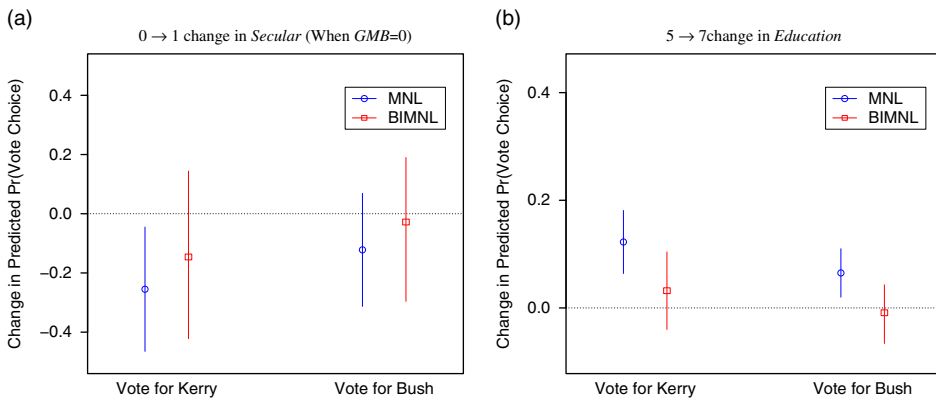 (a)
0 → 1 change in Secular (When GMB=0)
Change in Predicted Pr(Vote Choice)
0.4
0.2
0.0
−0.2
−0.4
MNL
BIMNL
Vote for Kerry
Vote for Bush
(b)
5 → 7change in Education
Change in Predicted Pr(Vote Choice)
0.4
0.2
0.0
MNL
BIMNL
Vote for Kerry
Vote for Bush